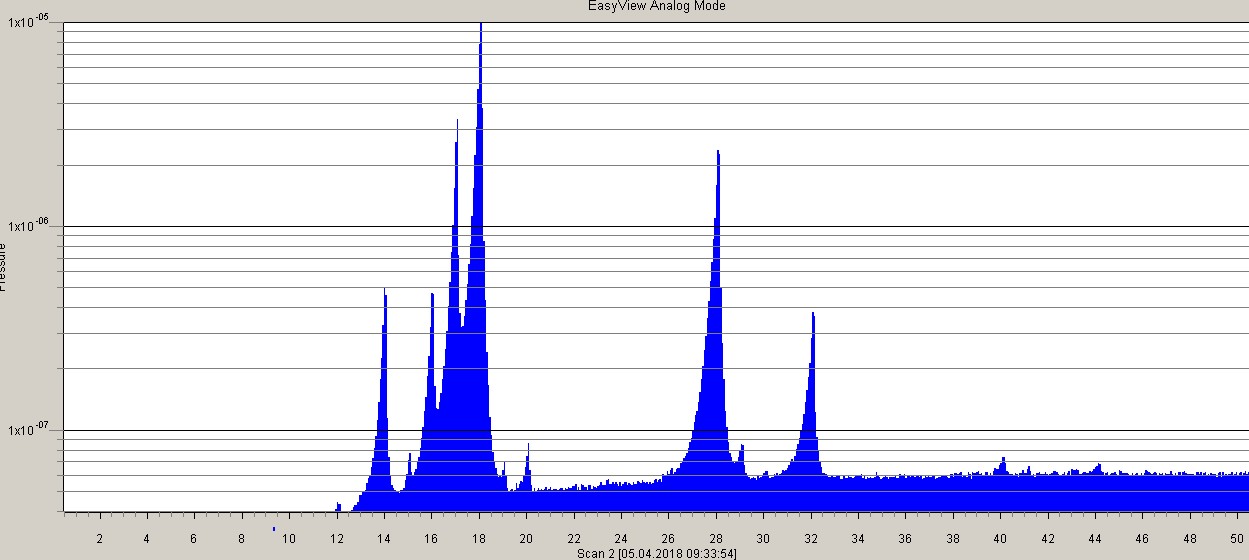 EasyView Analog Mode
1x10-05
1x10-06
Pressure
1x10-07
2 4 6 8 10 12 14 16 18 20 22 24 26 28 30 32 34 36 38 40 42 44 46 48 50
Scan 2 [05.04.2018 09:33:54]